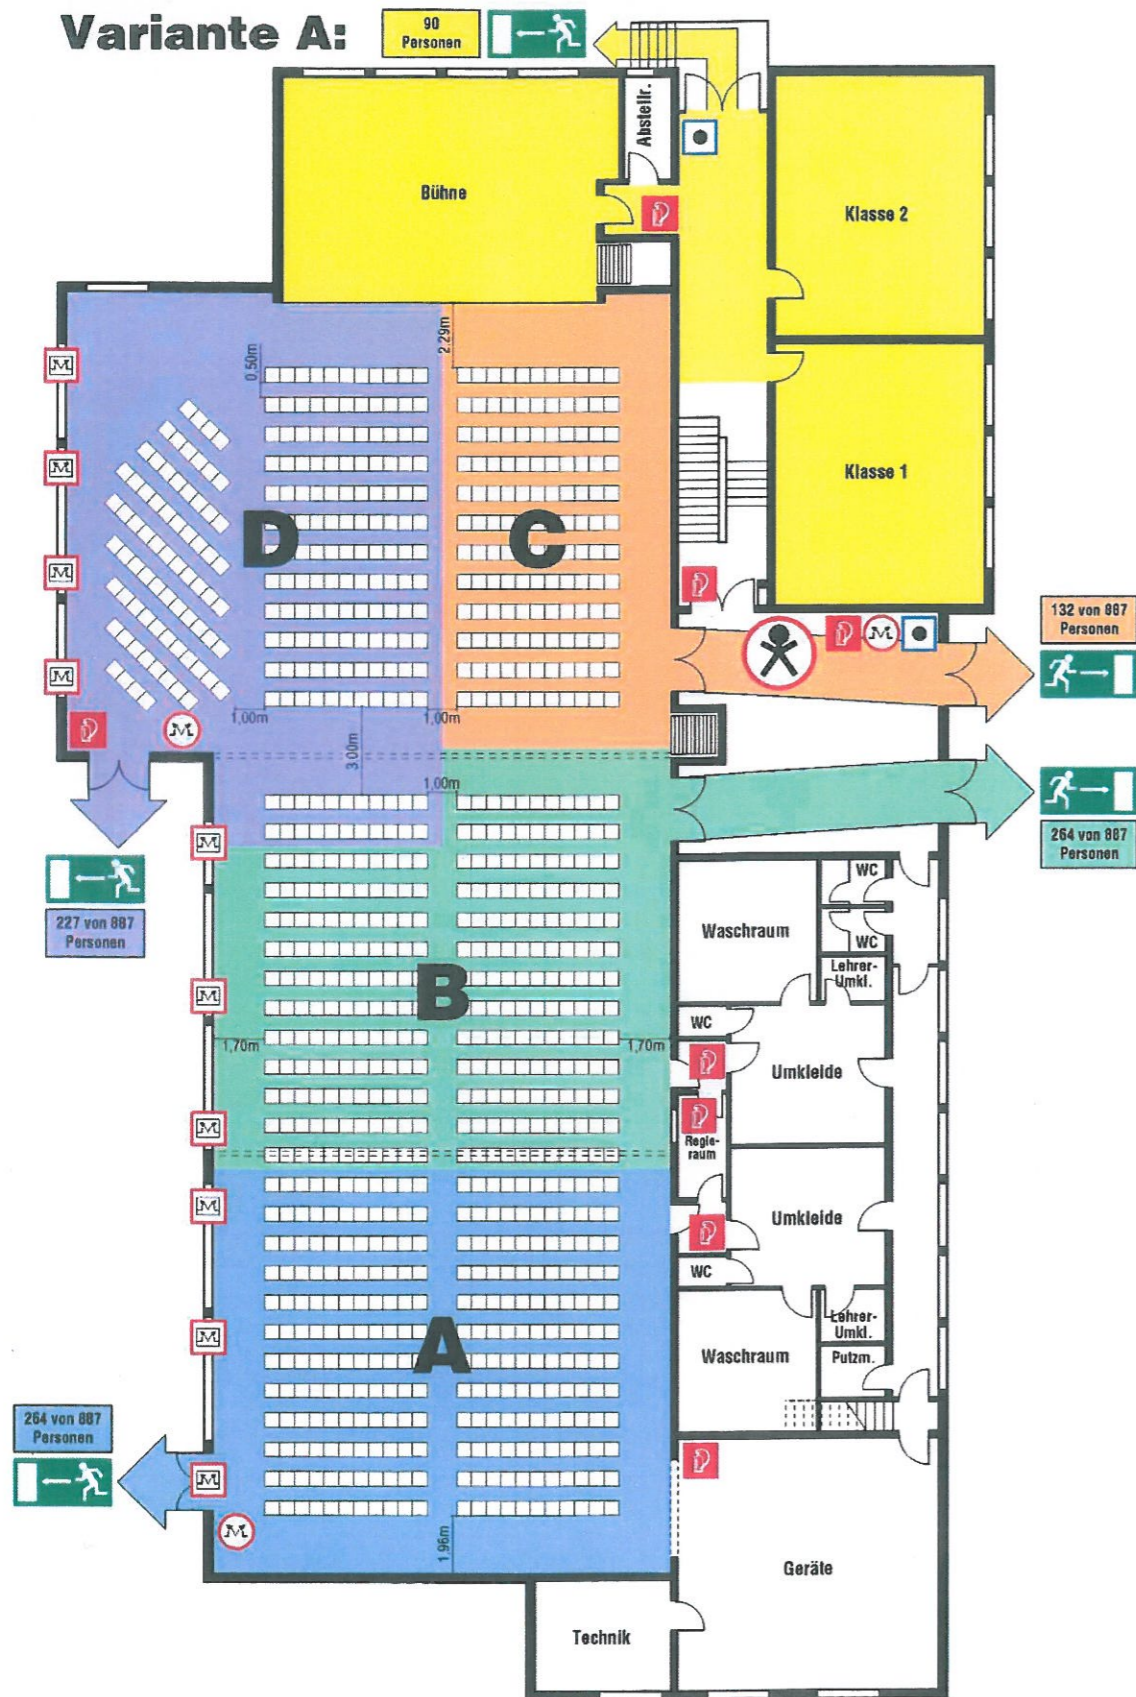 Variante A:
90
Personen
Abstellr.
Bühne
Klasse 2
2.29m
0.50m
Klasse 1
D
C
132 von 887
Personen
1,00m
1,00m
3.00m
1,00m
264 von 887
Personen
227 von 887
Personen
WC
Waschraum
WC
Lehrer-
Umkl.
B
WC
1,70m
1,70m
Umkleide
Regie-
raum
Umkleide
WC
A
Lehrer-
Umkl.
Waschraum
Putzm.
264 von 887
Personen
1.96m
Geräte
Technik